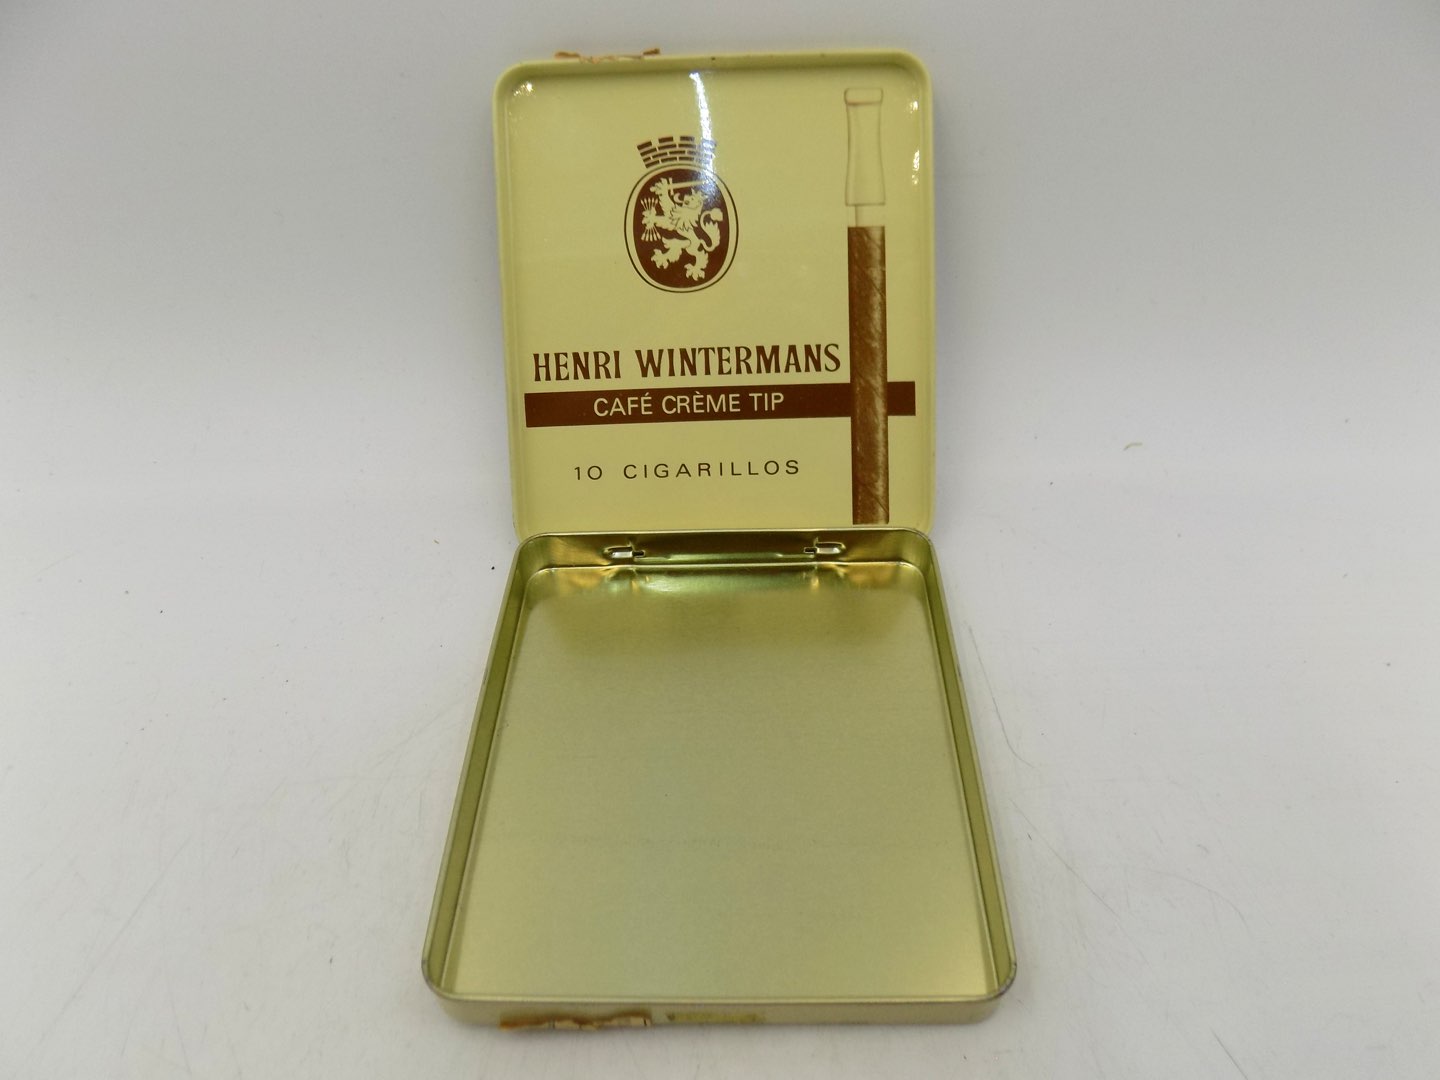 HENRI WINTERMANS
CAFÉ CRÈME TIP
10 CIGARILLOS